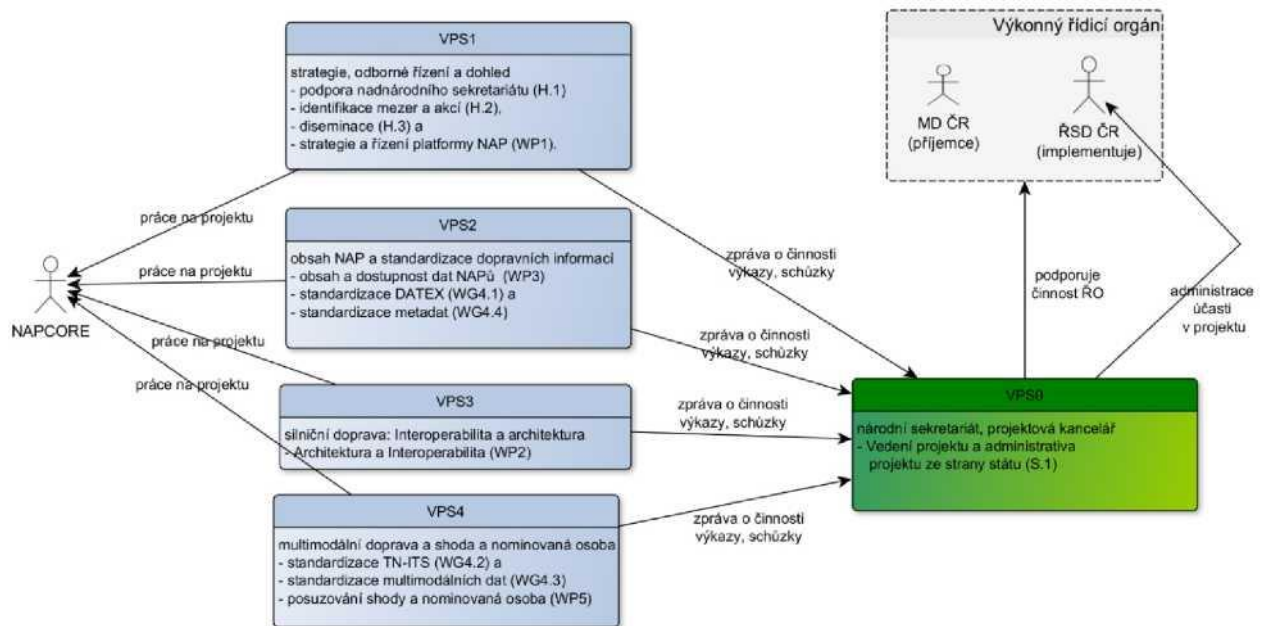 VPS1
strategie, odborné řízení a dohled
- podpora nadnárodního sekretariátu (H.1)
- identifikace mezer a akcí (H.2),
- diseminace (H.3) a
- strategie a řízení platformy NAP (WP1).
Výkonný řídicí orgán
MD ČR
(příjemce)
ŘSD ČR
(implementuje)
práce na projektu
VPS2
obsah NAP a standardizace dopravních informací
- obsah a dostupnost dat NAPů (WP3)
- standardizace DATEX (WG4.1) a
- standardizace metadat (WG4.4)
práce na projektu
NAPCORE
práce na projektu
práce na projektu
zpráva o činnosti
výkazy, schůzky
podporuje
činnost ŘO
administrace
účasti
v projektu
zpráva o činnosti
výkazy, schůzky
VPS3
silniční doprava: Interoperabilita a architektura
- Architektura a Interoperabilita (WP2)
zpráva o činnosti
výkazy, schůzky
VPS0
národní sekretariát, projektová kancelář
- Vedení projektu a administrativa
projektu ze strany státu (S.1)
VPS4
multimodální doprava a shoda a nominovaná osoba
- standardizace TN-ITS (WG4.2) a
- standardizace multimodálních dat (WG4.3)
- posuzování shody a nominovaná osoba (WP5)
zpráva o činnosti
výkazy, schůzky